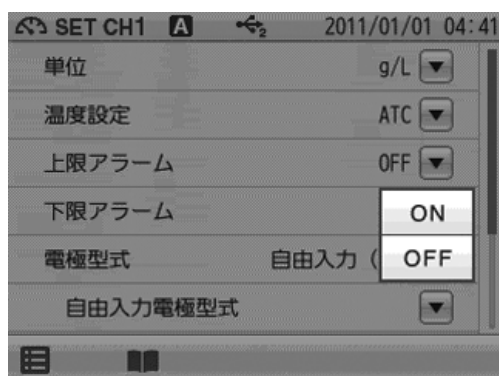 SET CH1 A 2 2011/01/01 04:41
単位 g/L
温度設定 ATC
上限アラーム OFF
下限アラーム ON
電極型式 自由入力( OFF
自由入力電極型式